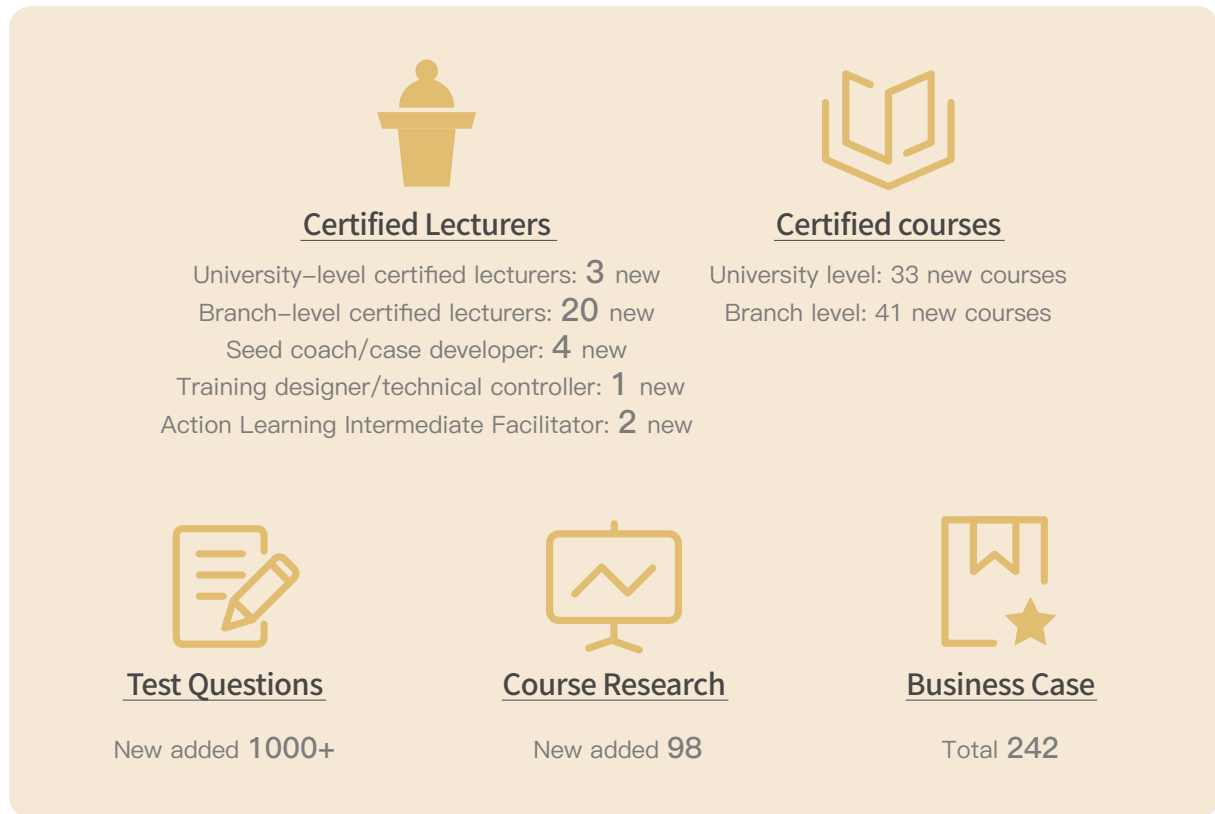 Certified Lecturers
University–level certified lecturers: 3 new
Branch–level certified lecturers: 20 new
Seed coach/case developer: 4 new
Training designer/technical controller: 1 new
Action Learning Intermediate Facilitator: 2 new
Certified courses
University level: 33 new courses
Branch level: 41 new courses
Test Questions
New added 1000+
Course Research
New added 98
Business Case
Total 242